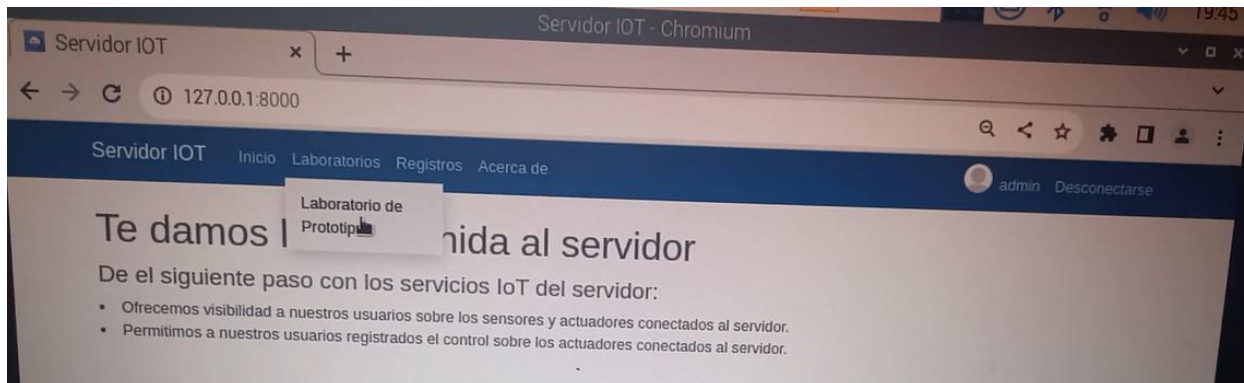 Servidor IOT - Chromium
19:45
Servidor IOT
127.0.0.1:8000
Servidor IOT Inicio Laboratorios Registros Acerca de
admin Desconectarse
Laboratorio de
Te damos nida al servidor
De el siguiente paso con los servicios IoT del servidor:
• Ofrecemos visibilidad a nuestros usuarios sobre los sensores y actuadores conectados al servidor.
• Permitimos a nuestros usuarios registrados el control sobre los actuadores conectados al servidor.